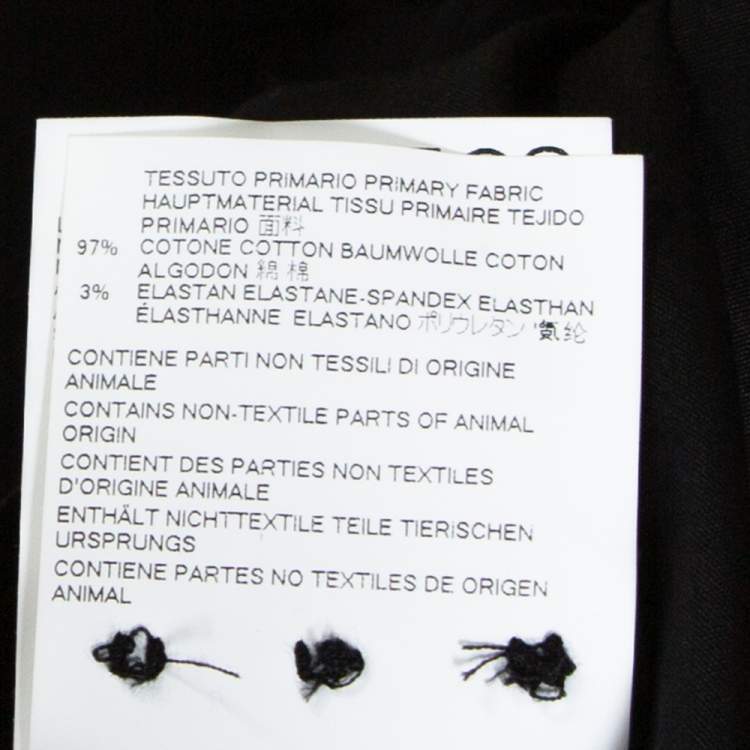 TESSUTO PRIMARIO PRIMARY FABRIC
HAUPTMATERIAL TISSU PRIMAIRE TEJIDO
PRIMARIO 面料
97% COTONE COTTON BAUMWOLLE COTON
ALGODON 綿 棉
3% ELASTAN ELASTANE-SPANDEX ELASTHAN
ÉLASTHANNE ELASTANO ポリウレタン 氨纶
CONTIENE PARTI NON TESSILI DI ORIGINE
ANIMALE
CONTAINS NON-TEXTILE PARTS OF ANIMAL
ORIGIN
CONTIENT DES PARTIES NON TEXTILES
D'ORIGINE ANIMALE
ENTHÄLT NICHTTEXTILE TEILE TIERISCHEN
URSPRUNGS
CONTIENE PARTES NO TEXTILES DE ORIGEN
ANIMAL